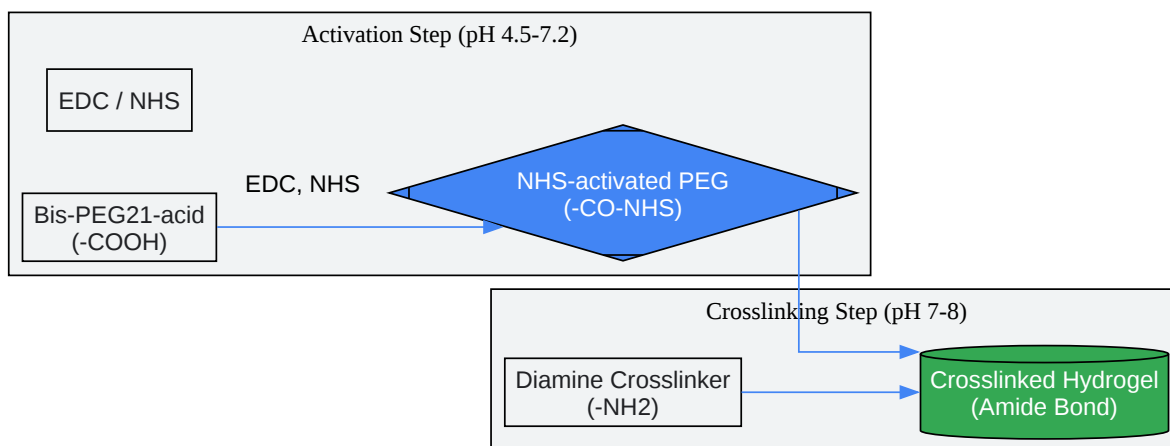 Activation Step (pH 4.5-7.2)
EDC / NHS
EDC, NHS
Bis-PEG21-acid
(-COOH)
NHS-activated PEG
(-CO-NHS)
Crosslinking Step (pH 7-8)
Diamine Crosslinker
(-NH2)
Crosslinked Hydrogel
(Amide Bond)